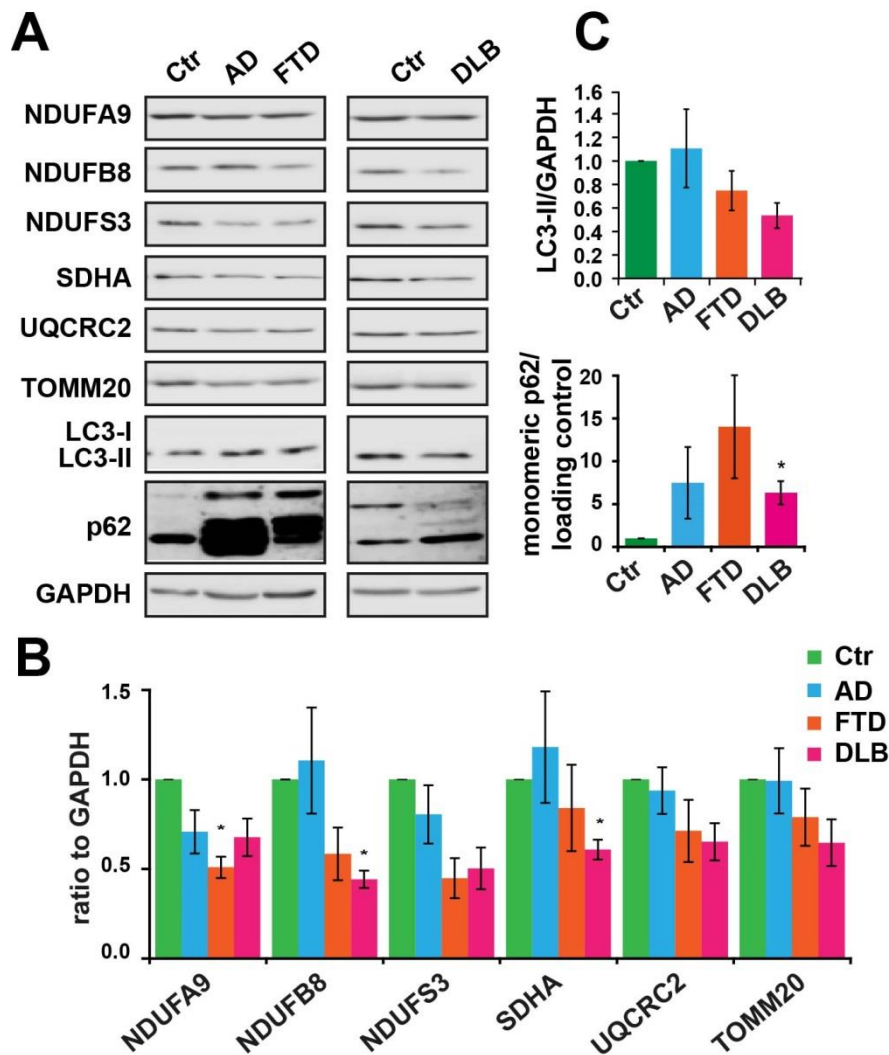 A
Ctr AD FTD Ctr DLB
NDUFA9
NDUFB8
NDUFS3
SDHA
UQCRC2
TOMM20
LC3-I
LC3-II
p62
GAPDH
C
LC3-II/GAPDH
1.6
1.4
1.2
1.0
0.8
0.6
0.4
0.2
0.0
Ctr AD FTD DLB
monomeric p62/
loading control
20
15
10
5
0
*
Ctr AD FTD DLB
B
Ctr
AD
FTD
DLB
ratio to GAPDH
1.5
1.0
0.5
0.0
* * *
NDUFA9 NDUFB8 NDUFS3 SDHA UQCRC2 TOMM20